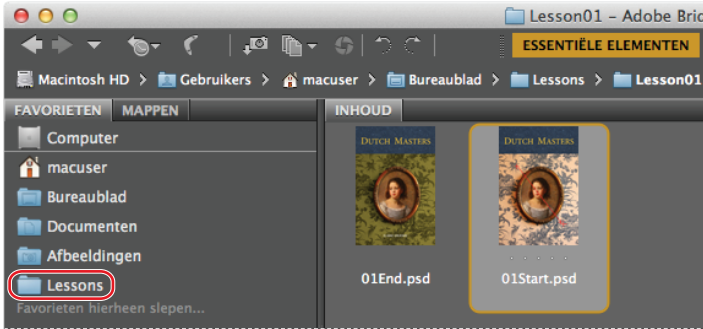 Lesson01 – Adobe Brid
ESSENTIËLE ELEMENTEN
Macintosh HD > Gebruikers > macuser > Bureaublad > Lessons > Lesson01
FAVORIETEN MAPPEN
Computer
macuser
Bureaublad
Documenten
Afbeeldingen
Lessons
Favorieten hierheen slepen...
INHOUD
DUTCH MASTERS
DUTCH MASTERS
01End.psd
01Start.psd